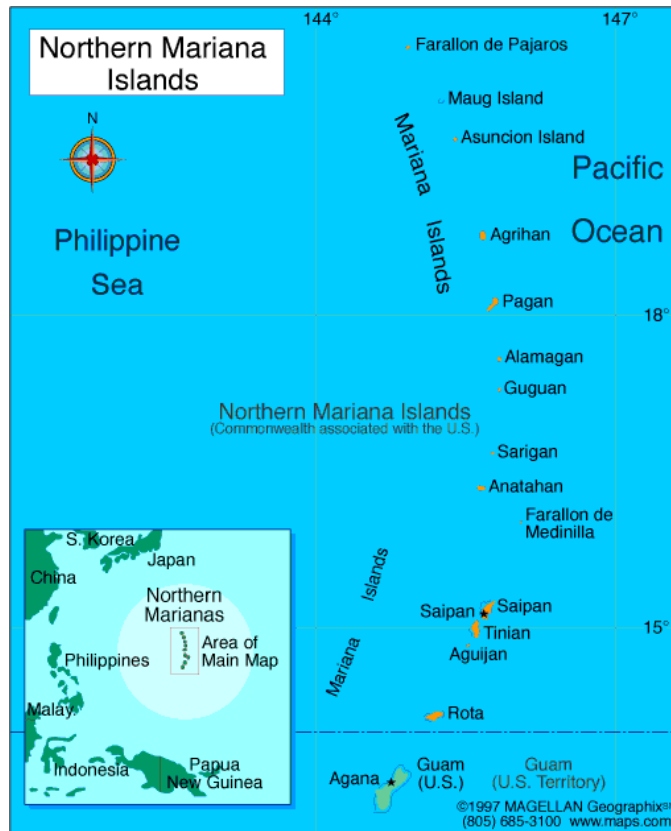 144°
147°
Northern Mariana
Islands
Farallon de Pajaros
Maug Island
Asuncion Island
N
Mariana
Islands
Pacific
Ocean
Philippine
Sea
Agrihan
Pagan
18°
Alamagan
Guguan
Northern Mariana Islands
(Commonwealth associated with the U.S.)
Sarigan
Anatahan
Farallon de
Medinilla
Mariana
Islands
Saipan
Saipan
Tinian
15°
Aguijan
Rota
Agana
Guam
(U.S.)
Guam
(U.S. Territory)
S. Korea
Japan
China
Northern
Marianas
Area of
Main Map
Philippines
Malay.
Indonesia
Papua
New Guinea
©1997 MAGELLAN Geographix℠
(805) 685-3100 www.maps.com